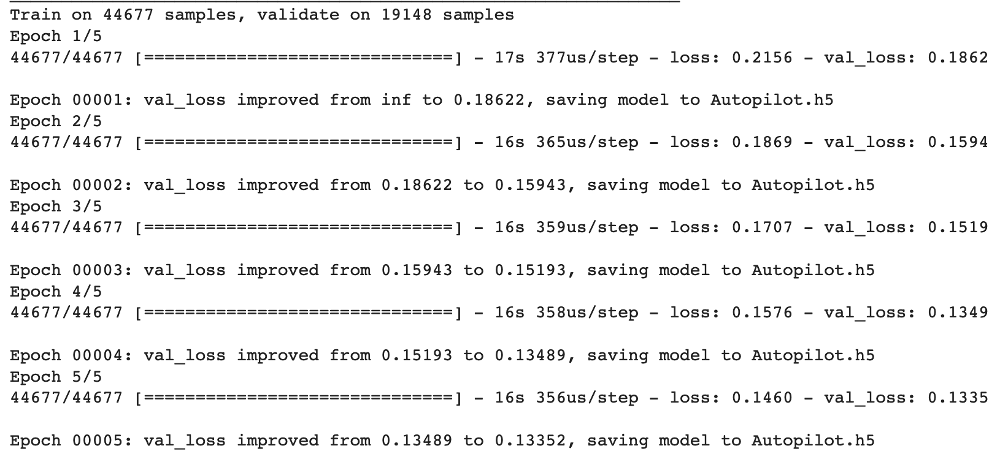 Train on 44677 samples, validate on 19148 samples
Epoch 1/5
44677/44677 [==============================] - 17s 377us/step - loss: 0.2156 - val_loss: 0.1862
Epoch 00001: val_loss improved from inf to 0.18622, saving model to Autopilot.h5
Epoch 2/5
44677/44677 [==============================] - 16s 365us/step - loss: 0.1869 - val_loss: 0.1594
Epoch 00002: val_loss improved from 0.18622 to 0.15943, saving model to Autopilot.h5
Epoch 3/5
44677/44677 [==============================] - 16s 359us/step - loss: 0.1707 - val_loss: 0.1519
Epoch 00003: val_loss improved from 0.15943 to 0.15193, saving model to Autopilot.h5
Epoch 4/5
44677/44677 [==============================] - 16s 358us/step - loss: 0.1576 - val_loss: 0.1349
Epoch 00004: val_loss improved from 0.15193 to 0.13489, saving model to Autopilot.h5
Epoch 5/5
44677/44677 [==============================] - 16s 356us/step - loss: 0.1460 - val_loss: 0.1335
Epoch 00005: val_loss improved from 0.13489 to 0.13352, saving model to Autopilot.h5